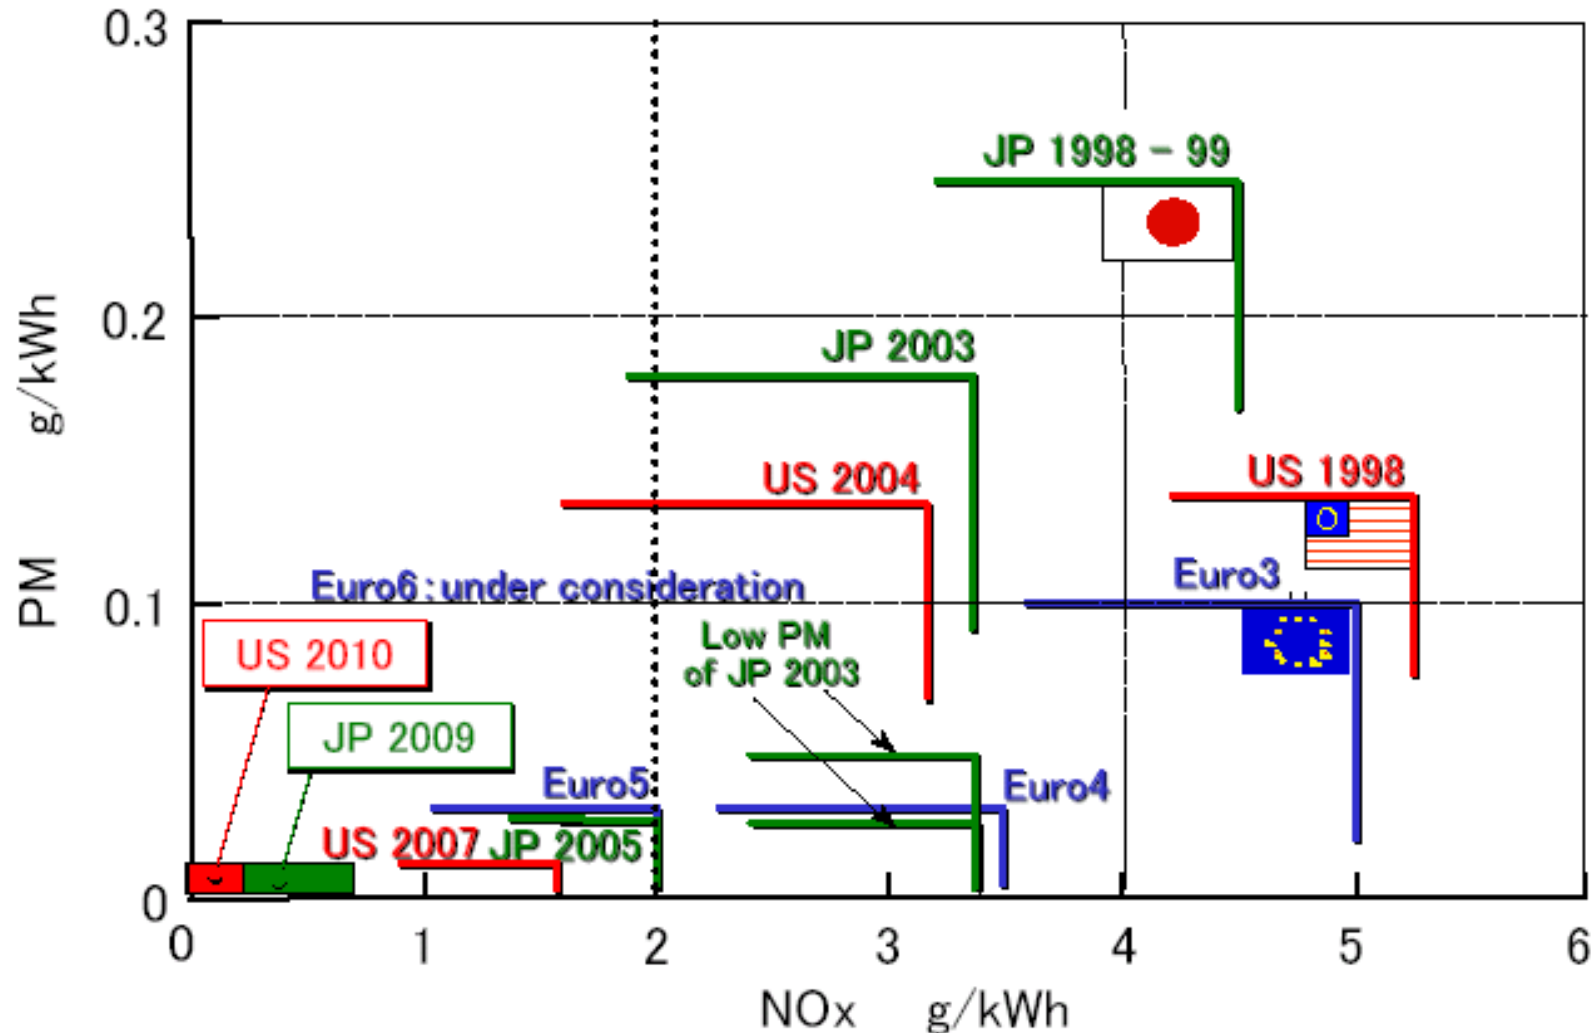 0.3
JP 1998 - 99
0.2
g/kWh
JP 2003
US 2004
US 1998
PM
Euro6:under consideration
Euro3
0.1
Low PM
of JP 2003
US 2010
JP 2009
Euro5
Euro4
US 2007
JP 2005
0
0
1
2
3
4
5
6
NOx g/kWh